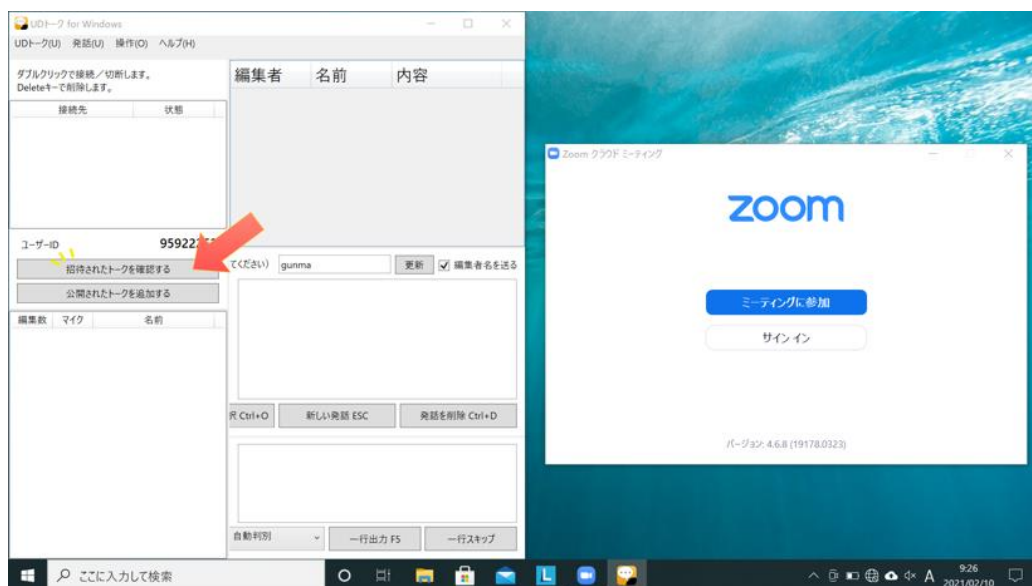 UDトーク for Windows
UDトーク(U) 発話(U) 操作(O) ヘルプ(H)
ダブルクリックで接続／切断します。
Deleteキーで削除します。
接続先 状態
編集者 名前 内容
ユーザーID 95922
招待されたトークを確認する
公開されたトークを追加する
てください) gunma 更新 編集者名を送る
編集数 マイク 名前
択 Ctrl+O 新しい発話 ESC 発話を削除 Ctrl+D
自動判別 一行出力 F5 一行スキップ
Zoom クラウド ミーティング
zoom
ミーティングに参加
サイン イン
バージョン: 4.6.8 (19178.0323)
ここに入力して検索
L
A
9:26
2021/02/10